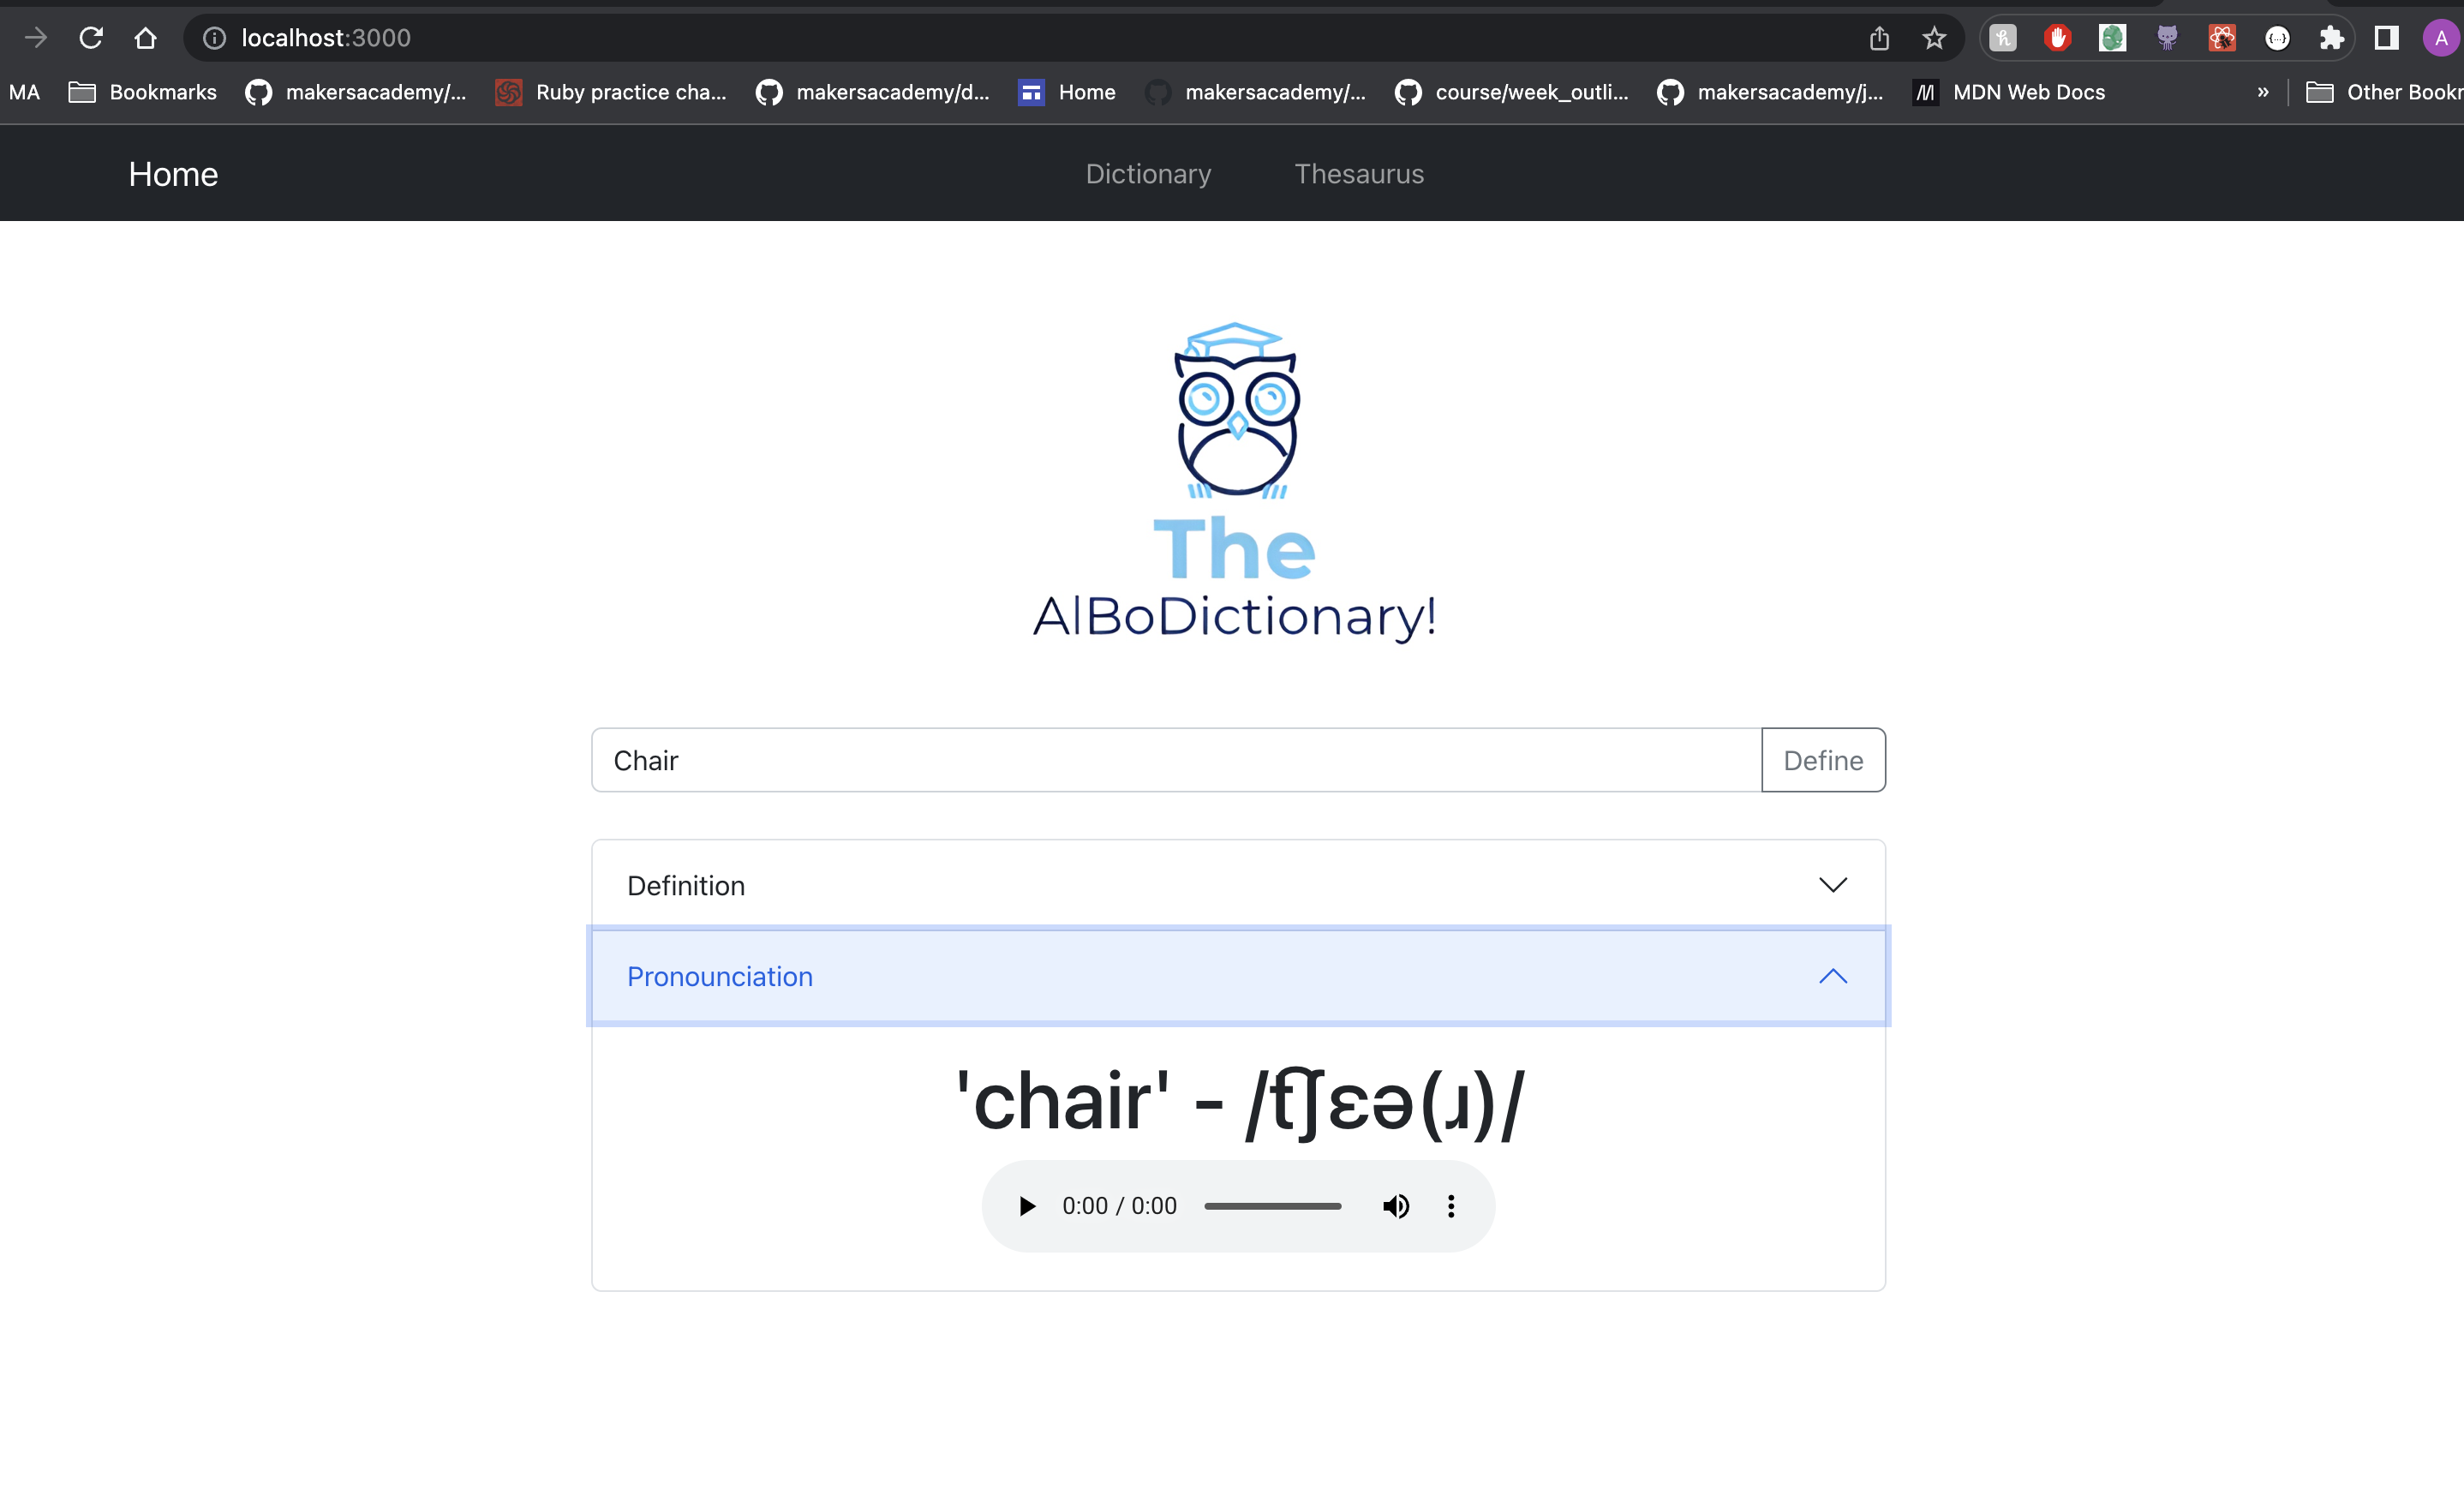 localhost:3000
MA Bookmarks makersacademy/... Ruby practice cha... makersacademy/d... Home makersacademy/... course/week_outli... makersacademy/j... MDN Web Docs » Other Bookr
A
Home Dictionary Thesaurus
The
AlBoDictionary!
Chair Define
Definition
Pronounciation
'chair' - /t͡ʃɛə(ɹ)/
0:00 / 0:00